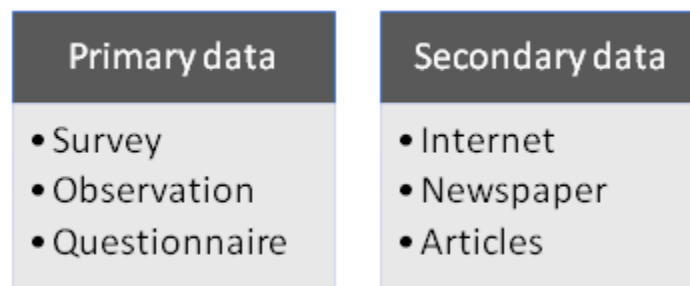 Primary data
• Survey
• Observation
• Questionnaire
Secondary data
• Internet
• Newspaper
• Articles